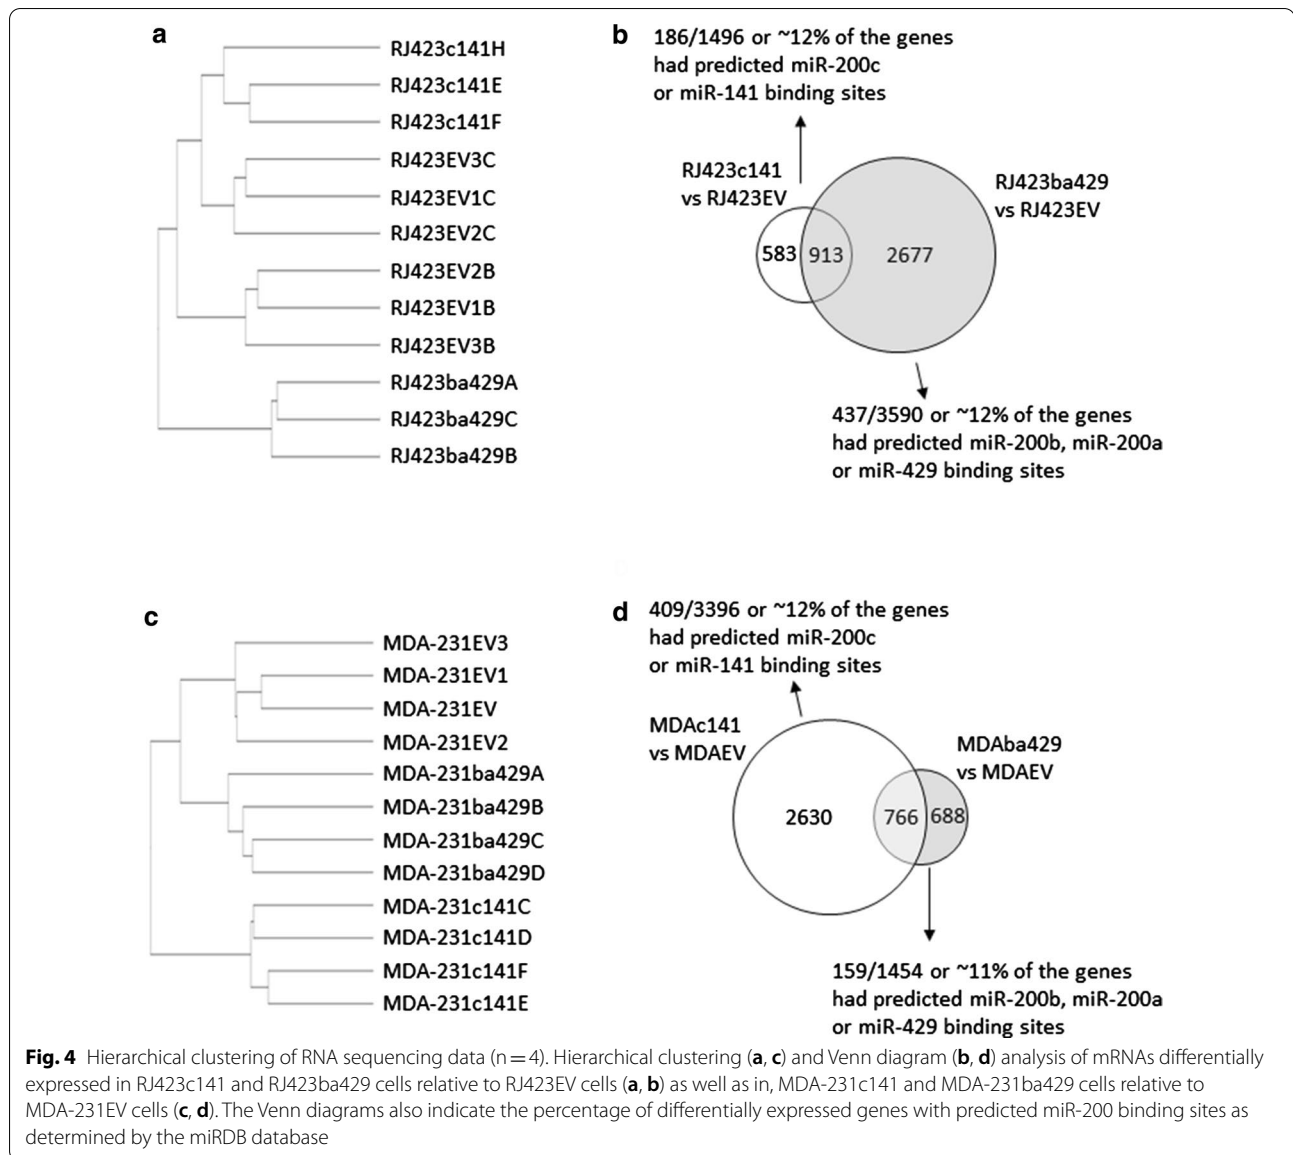 a
RJ423c141H
RJ423c141E
RJ423c141F
RJ423EV3C
RJ423EV1C
RJ423EV2C
RJ423EV2B
RJ423EV1B
RJ423EV3B
RJ423ba429A
RJ423ba429C
RJ423ba429B
b
186/1496 or ~12% of the genes
had predicted miR-200c
or miR-141 binding sites
RJ423c141
vs RJ423EV
RJ423ba429
vs RJ423EV
583
913
2677
437/3590 or ~12% of the genes
had predicted miR-200b, miR-200a
or miR-429 binding sites
c
MDA-231EV3
MDA-231EV1
MDA-231EV
MDA-231EV2
MDA-231ba429A
MDA-231ba429B
MDA-231ba429C
MDA-231ba429D
MDA-231c141C
MDA-231c141D
MDA-231c141F
MDA-231c141E
d
409/3396 or ~12% of the genes
had predicted miR-200c
or miR-141 binding sites
MDAc141
vs MDAEV
MDAba429
vs MDAEV
2630
766
688
159/1454 or ~11% of the genes
had predicted miR-200b, miR-200a
or miR-429 binding sites
Fig. 4 Hierarchical clustering of RNA sequencing data (n = 4). Hierarchical clustering (a, c) and Venn diagram (b, d) analysis of mRNAs differentially
expressed in RJ423c141 and RJ423ba429 cells relative to RJ423EV cells (a, b) as well as in, MDA-231c141 and MDA-231ba429 cells relative to
MDA-231EV cells (c, d). The Venn diagrams also indicate the percentage of differentially expressed genes with predicted miR-200 binding sites as
determined by the miRDB database